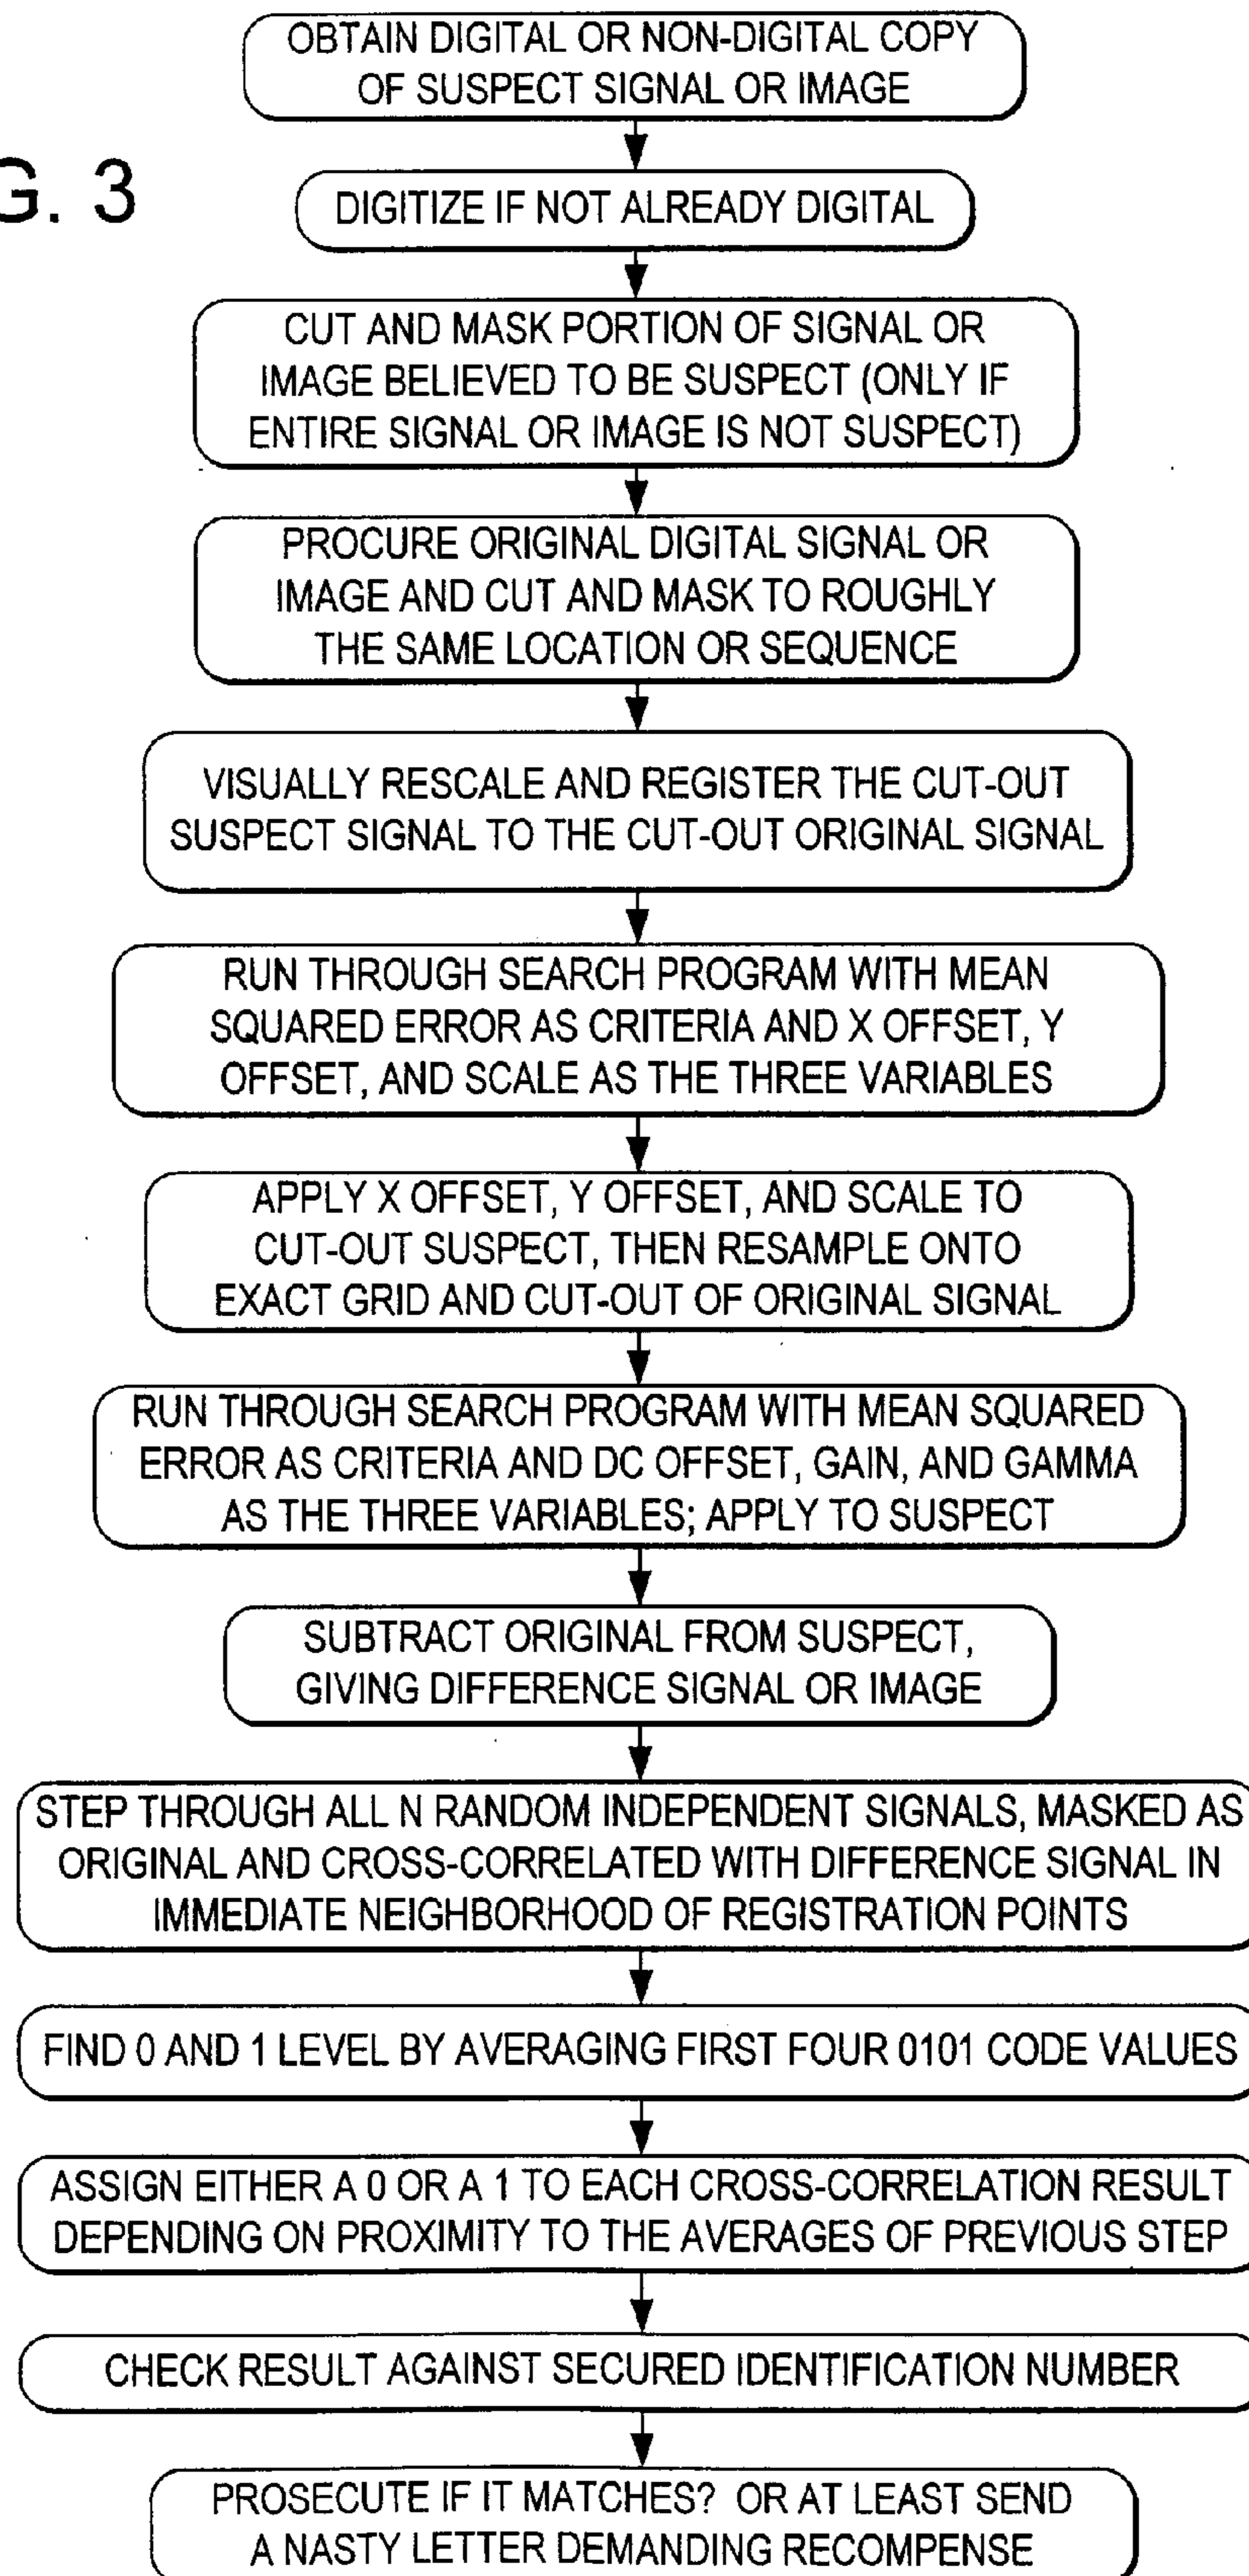 OBTAIN DIGITAL OR NON-DIGITAL COPY
OF SUSPECT SIGNAL OR IMAGE
G. 3
DIGITIZE IF NOT ALREADY DIGITAL
CUT AND MASK PORTION OF SIGNAL OR
IMAGE BELIEVED TO BE SUSPECT (ONLY IF
ENTIRE SIGNAL OR IMAGE IS NOT SUSPECT)
PROCURE ORIGINAL DIGITAL SIGNAL OR
IMAGE AND CUT AND MASK TO ROUGHLY
THE SAME LOCATION OR SEQUENCE
VISUALLY RESCALE AND REGISTER THE CUT-OUT
SUSPECT SIGNAL TO THE CUT-OUT ORIGINAL SIGNAL
RUN THROUGH SEARCH PROGRAM WITH MEAN
SQUARED ERROR AS CRITERIA AND X OFFSET, Y
OFFSET, AND SCALE AS THE THREE VARIABLES
APPLY X OFFSET, Y OFFSET, AND SCALE TO
CUT-OUT SUSPECT, THEN RESAMPLE ONTO
EXACT GRID AND CUT-OUT OF ORIGINAL SIGNAL
RUN THROUGH SEARCH PROGRAM WITH MEAN SQUARED
ERROR AS CRITERIA AND DC OFFSET, GAIN, AND GAMMA
AS THE THREE VARIABLES; APPLY TO SUSPECT
SUBTRACT ORIGINAL FROM SUSPECT,
GIVING DIFFERENCE SIGNAL OR IMAGE
STEP THROUGH ALL N RANDOM INDEPENDENT SIGNALS, MASKED AS
ORIGINAL AND CROSS-CORRELATED WITH DIFFERENCE SIGNAL IN
IMMEDIATE NEIGHBORHOOD OF REGISTRATION POINTS
FIND 0 AND 1 LEVEL BY AVERAGING FIRST FOUR 0101 CODE VALUES
ASSIGN EITHER A 0 OR A 1 TO EACH CROSS-CORRELATION RESULT
DEPENDING ON PROXIMITY TO THE AVERAGES OF PREVIOUS STEP
CHECK RESULT AGAINST SECURED IDENTIFICATION NUMBER
PROSECUTE IF IT MATCHES? OR AT LEAST SEND
A NASTY LETTER DEMANDING RECOMPENSE